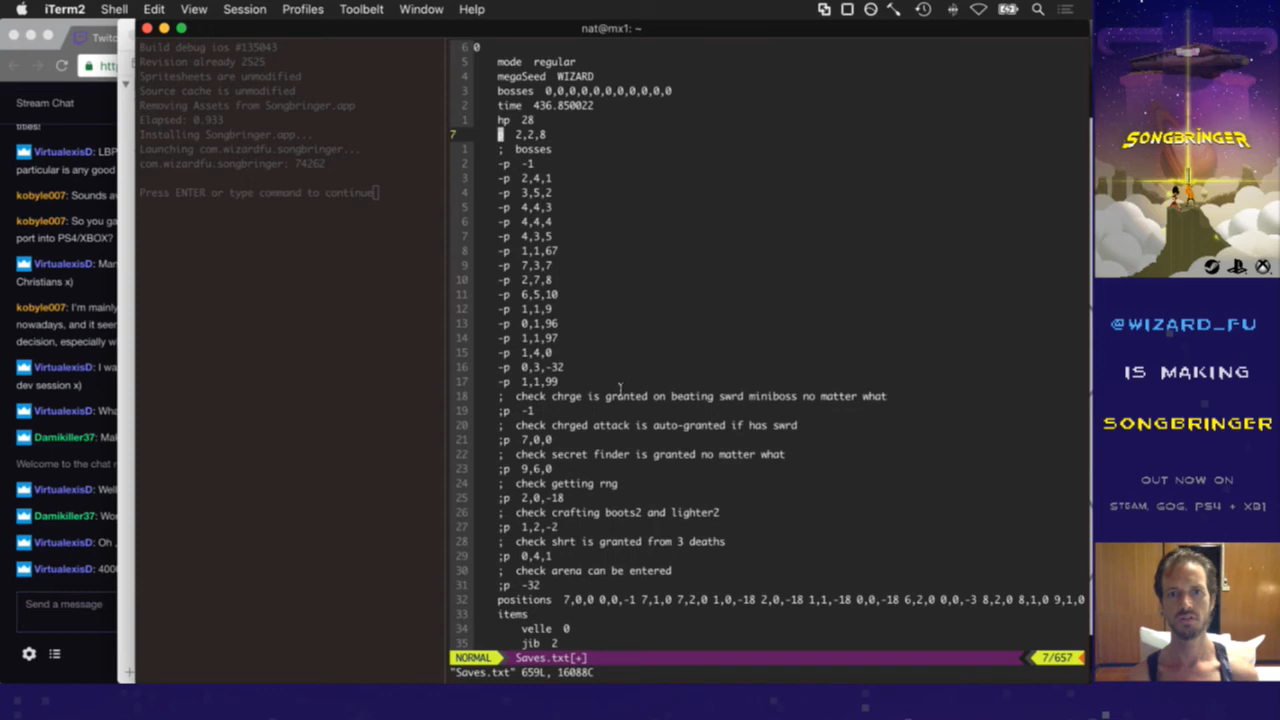 iTerm2 Shell Edit View Session Profiles Toolbelt Window Help
nat@mx1: ~
Stream Chat
titles!
VirtualexisD: LBP
particular is any good
kobyle007: Sounds
kobyle007: So you
port into PS4/XBOX?
VirtualexisD:
Christians x)
kobyle007: I'm mainly
nowadays, and it
decision, especially
VirtualexisD: I
dev session x)
VirtualexisD:
Damikiller37:
Welcome to the chat
VirtualexisD:
Damikiller37:
VirtualexisD: Oh
VirtualexisD:
Send a message
Build debug ios #135043
Revision already 2525
Spritesheets are unmodified
Source cache is unmodified
Removing Assets from Songbringer.app
Elapsed: 0.933
Installing Songbringer.app...
Launching com.wizardfu.songbringer...
com.wizardfu.songbringer: 74262
Press ENTER or type command to continue
6 0
5 mode regular
4 megaSeed WIZARD
3 bosses 0,0,0,0,0,0,0,0,0,0,0
2 time 436.850022
1 hp 28
7 2,2,8
1 ; bosses
2 -p -1
3 -p 2,4,1
4 -p 3,5,2
5 -p 4,4,3
6 -p 4,4,4
7 -p 4,3,5
8 -p 1,1,67
9 -p 7,3,7
10 -p 2,7,8
11 -p 6,5,10
12 -p 1,1,9
13 -p 0,1,96
14 -p 1,1,97
15 -p 1,4,0
16 -p 0,3,-32
17 -p 1,1,99
18 ; check chrge is granted on beating swrd miniboss no matter what
19 ;p -1
20 ; check chrged attack is auto-granted if has swrd
21 ;p 7,0,0
22 ; check secret finder is granted no matter what
23 ;p 9,6,0
24 ; check getting rng
25 ;p 2,0,-18
26 ; check crafting boots2 and lighter2
27 ;p 1,2,-2
28 ; check shrt is granted from 3 deaths
29 ;p 0,4,1
30 ; check arena can be entered
31 ;p -32
32 positions 7,0,0 0,0,-1 7,1,0 7,2,0 1,0,-18 2,0,-18 1,1,-18 0,0,-18 6,2,0 0,0,-3 8,2,0 8,1,0 9,1,0
33 items
34 velle 0
35 jib 2
NORMAL Saves.txt[+] 7/657
"Saves.txt" 659L, 16088C
SONGBRINGER
@WIZARD_FU
IS MAKING
SONGBRINGER
OUT NOW ON
STEAM, GOG, PS4 + XB1